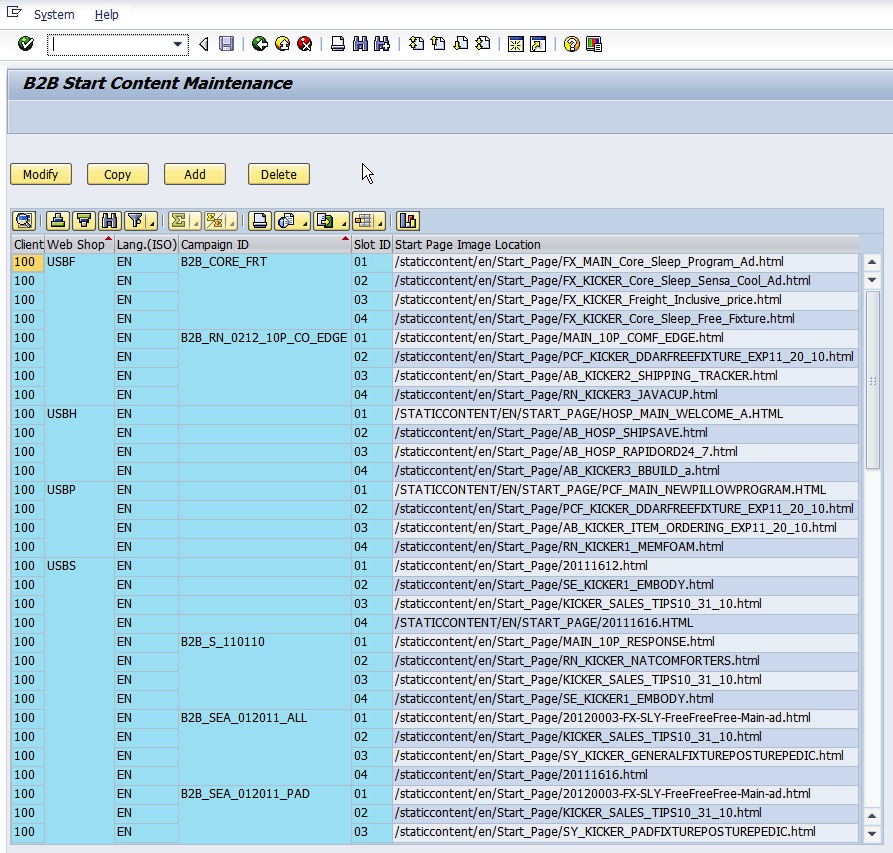 System Help
B2B Start Content Maintenance
Modify Copy Add Delete
Client Web Shop Lang.(ISO) Campaign ID Slot ID Start Page Image Location
100 USBF EN B2B_CORE_FRT 01 /staticcontent/en/Start_Page/FX_MAIN_Core_Sleep_Program_Ad.html
100 EN 02 /staticcontent/en/Start_Page/FX_KICKER_Core_Sleep_Sensa_Cool_Ad.html
100 EN 03 /staticcontent/en/Start_Page/FX_KICKER_Freight_Inclusive_price.html
100 EN 04 /staticcontent/en/Start_Page/FX_KICKER_Core_Sleep_Free_Fixture.html
100 EN B2B_RN_0212_10P_CO_EDGE 01 /staticcontent/en/Start_Page/MAIN_10P_COMF_EDGE.html
100 EN 02 /staticcontent/en/Start_Page/PCF_KICKER_DDARFREEFIXTURE_EXP11_20_10.html
100 EN 03 /staticcontent/en/Start_Page/AB_KICKER2_SHIPPING_TRACKER.html
100 EN 04 /staticcontent/en/Start_Page/RN_KICKER3_JAVACUP.html
100 USBH EN 01 /STATICCONTENT/EN/START_PAGE/HOSP_MAIN_WELCOME_A.HTML
100 EN 02 /staticcontent/en/Start_Page/AB_HOSP_SHIPSAVE.html
100 EN 03 /staticcontent/en/Start_Page/AB_HOSP_RAPIDORD24_7.html
100 EN 04 /staticcontent/en/Start_Page/AB_KICKER3_BBUILD_a.html
100 USBP EN 01 /STATICCONTENT/EN/START_PAGE/PCF_MAIN_NEWPILLOWPROGRAM.HTML
100 EN 02 /staticcontent/en/Start_Page/PCF_KICKER_DDARFREEFIXTURE_EXP11_20_10.html
100 EN 03 /staticcontent/en/Start_Page/AB_KICKER_ITEM_ORDERING_EXP11_20_10.html
100 EN 04 /staticcontent/en/Start_Page/RN_KICKER1_MEMFOAM.html
100 USBS EN 01 /staticcontent/en/Start_Page/20111612.html
100 EN 02 /staticcontent/en/Start_Page/SE_KICKER1_EMBODY.html
100 EN 03 /staticcontent/en/Start_Page/KICKER_SALES_TIPS10_31_10.html
100 EN 04 /STATICCONTENT/EN/START_PAGE/20111616.HTML
100 EN B2B_S_110110 01 /staticcontent/en/Start_Page/MAIN_10P_RESPONSE.html
100 EN 02 /staticcontent/en/Start_Page/RN_KICKER_NATCOMFORTERS.html
100 EN 03 /staticcontent/en/Start_Page/KICKER_SALES_TIPS10_31_10.html
100 EN 04 /staticcontent/en/Start_Page/SE_KICKER1_EMBODY.html
100 EN B2B_SEA_012011_ALL 01 /staticcontent/en/Start_Page/20120003-FX-SLY-FreeFreeFree-Main-ad.html
100 EN 02 /staticcontent/en/Start_Page/KICKER_SALES_TIPS10_31_10.html
100 EN 03 /staticcontent/en/Start_Page/SY_KICKER_GENERALFIXTUREPOSTUREPEDIC.html
100 EN 04 /staticcontent/en/Start_Page/20111616.html
100 EN B2B_SEA_012011_PAD 01 /staticcontent/en/Start_Page/20120003-FX-SLY-FreeFreeFree-Main-ad.html
100 EN 02 /staticcontent/en/Start_Page/KICKER_SALES_TIPS10_31_10.html
100 EN 03 /staticcontent/en/Start_Page/SY_KICKER_PADFIXTUREPOSTUREPEDIC.html